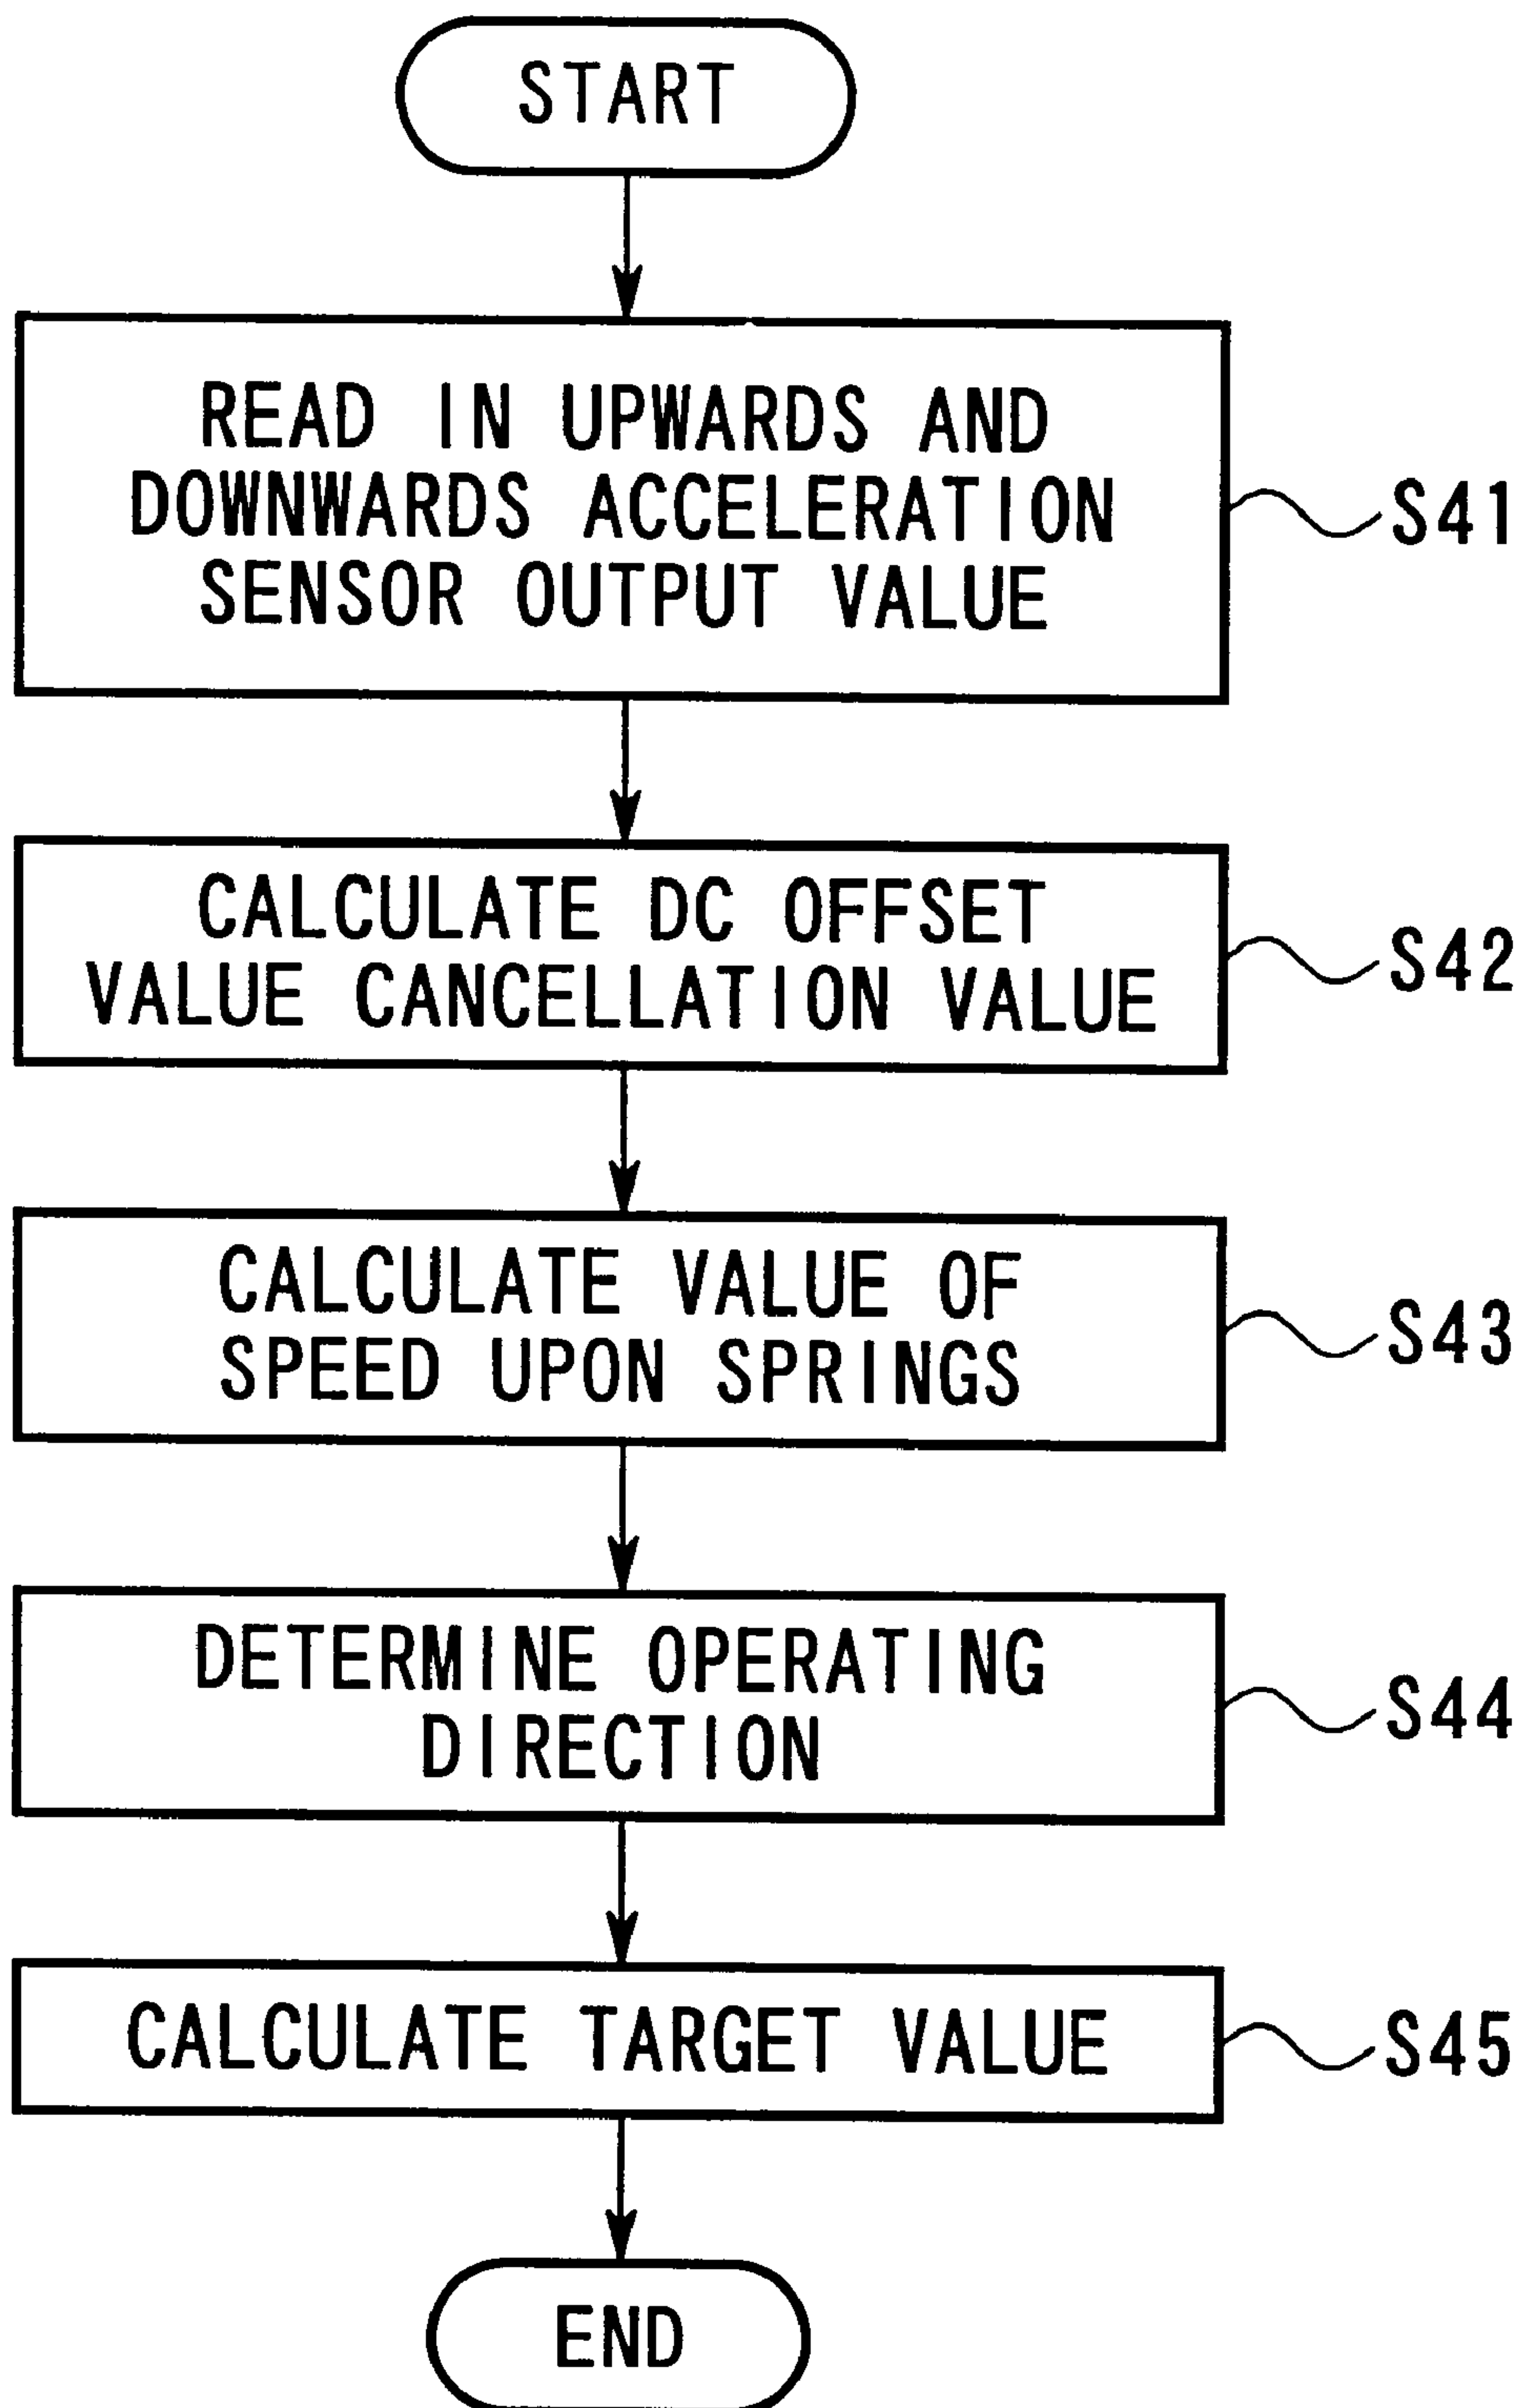 START
READ IN UPWARDS AND
DOWNWARDS ACCELERATION
SENSOR OUTPUT VALUE
S41
CALCULATE DC OFFSET
VALUE CANCELLATION VALUE
S42
CALCULATE VALUE OF
SPEED UPON SPRINGS
S43
DETERMINE OPERATING
DIRECTION
S44
CALCULATE TARGET VALUE
S45
END